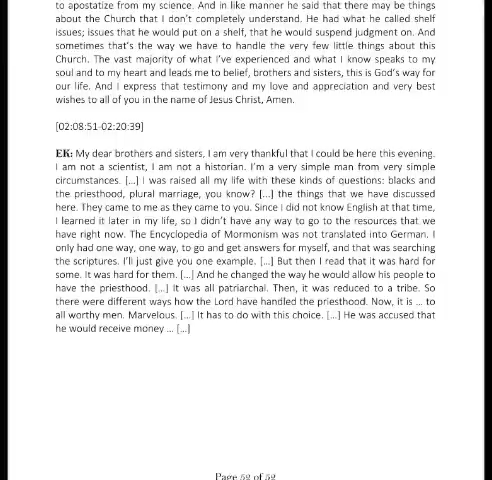 to apostatize from my science. And in like manner he said that there may be things
about the Church that I don't completely understand. He had what he called shelf
issues; issues that he would put on a shelf, that he would suspend judgment on. And
sometimes that's the way we have to handle the very few little things about this
Church. The vast majority of what I've experienced and what I know speaks to my
soul and to my heart and leads me to belief, brothers and sisters, this is God's way for
our life. And I express that testimony and my love and appreciation and very best
wishes to all of you in the name of Jesus Christ, Amen.
[02:08:51-02:20:39]
EK: My dear brothers and sisters, I am very thankful that I could be here this evening.
I am not a scientist, I am not a historian. I'm a very simple man from very simple
circumstances. [...] I was raised all my life with these kinds of questions: blacks and
the priesthood, plural marriage, you know? [...] the things that we have discussed
here. They came to me as they came to you. Since I did not know English at that time,
I learned it later in my life, so I didn't have any way to go to the resources that we
have right now. The Encyclopedia of Mormonism was not translated into German. I
only had one way, one way, to go and get answers for myself, and that was searching
the scriptures. I'll just give you one example. [...] But then I read that it was hard for
some. It was hard for them. [...] And he changed the way he would allow his people to
have the priesthood. [...] It was all patriarchal. Then, it was reduced to a tribe. So
there were different ways how the Lord have handled the priesthood. Now, it is ... to
all worthy men. Marvelous. [...] It has to do with this choice. [...] He was accused that
he would receive money ... [...]
Page 52 of 52